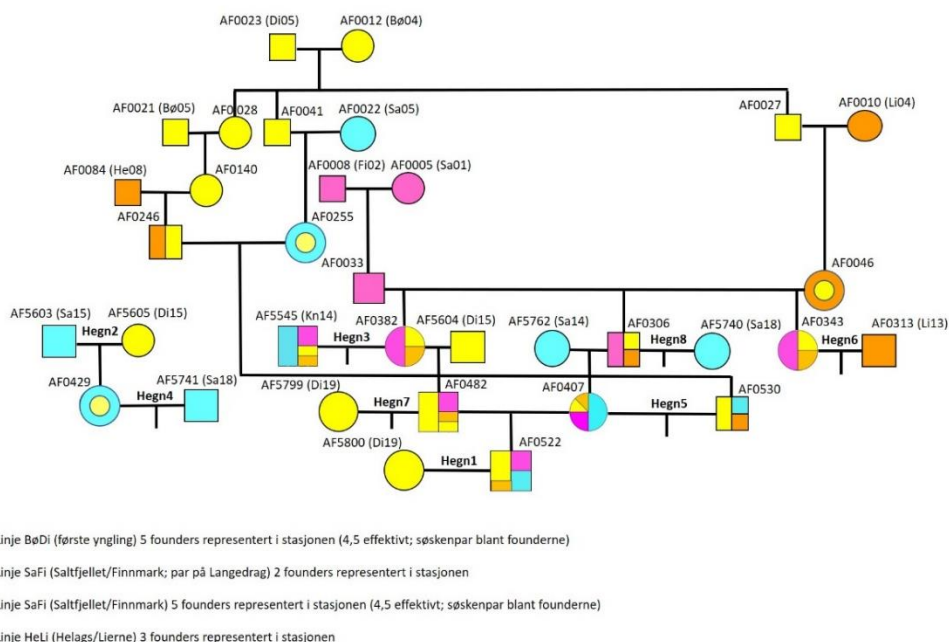 AF0023 (Di05) AF0012 (Bø04)
AF0021 (Bø05) AF0028 AF0041 AF0022 (Sa05) AF0027 AF0010 (Li04)
AF0084 (He08) AF0140 AF0008 (Fi02) AF0005 (Sa01)
AF0246 AF0255
AF0033 AF0046
AF5603 (Sa15) AF5605 (Di15) AF5545 (Kn14) AF0382 AF5604 (Di15) AF5762 (Sa14) AF0306 AF5740 (Sa18) AF0343 AF0313 (Li13)
Hegn2 Hegn3 Hegn8 Hegn6
AF0429 AF5741 (Sa18) AF5799 (Di19) AF0482 AF0407 AF0530
Hegn4 Hegn7 Hegn5
AF5800 (Di19) AF0522
Hegn1
inje BøDi (første yngling) 5 founders representert i stasjonen (4,5 effektivt; søskenpar blant founderne)
inje SaFi (Saltfjellet/Finnmark; par på Langedrag) 2 founders representert i stasjonen
inje SaFi (Saltfjellet/Finnmark) 5 founders representert i stasjonen (4,5 effektivt; søskenpar blant founderne)
inje HeLi (Helags/Lierne) 3 founders representert i stasjonen